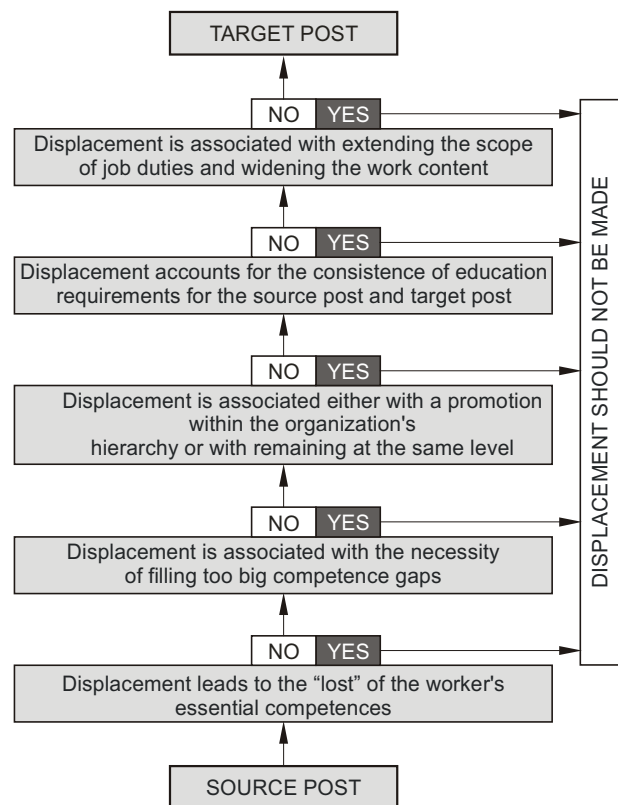 TARGET POST
NO YES
Displacement is associated with extending the scope
of job duties and widening the work content
NO YES
Displacement accounts for the consistence of education
requirements for the source post and target post
NO YES
Displacement is associated either with a promotion
within the organization's
hierarchy or with remaining at the same level
NO YES
Displacement is associated with the necessity
of filling too big competence gaps
NO YES
Displacement leads to the “lost” of the worker's
essential competences
SOURCE POST
DISPLACEMENT SHOULD NOT BE MADE